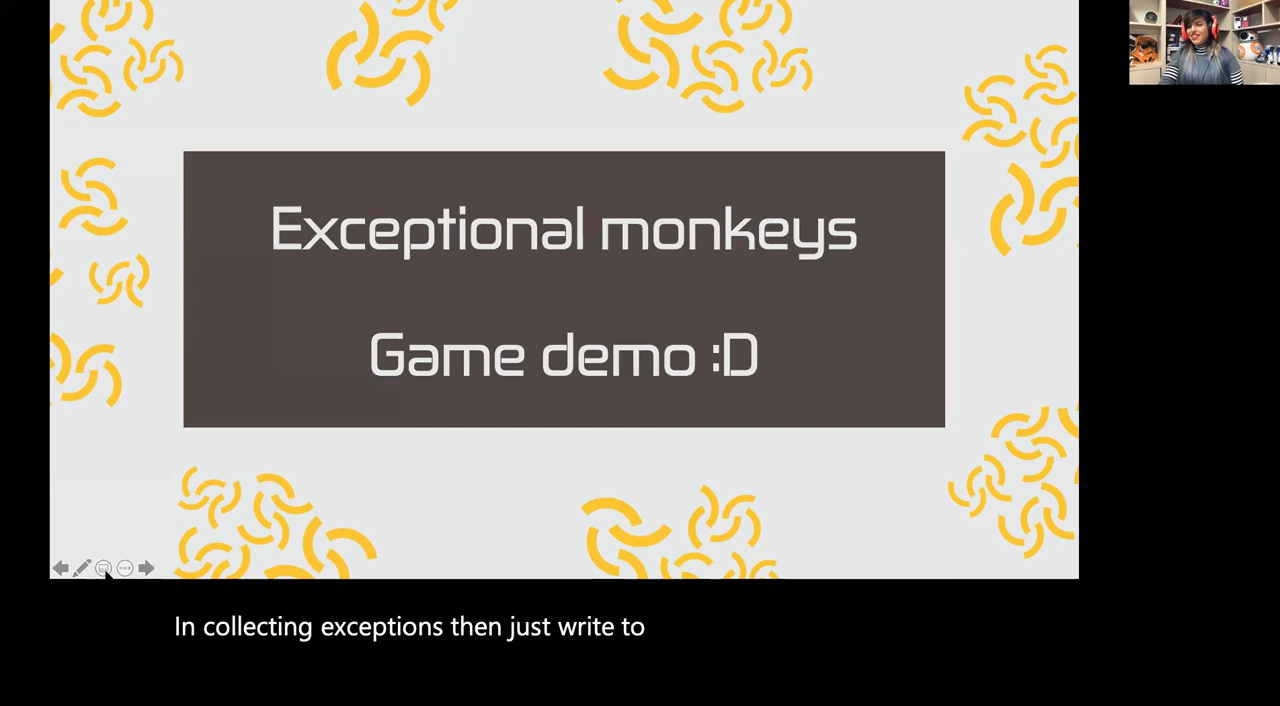 Exceptional monkeys
Game demo :D
In collecting exceptions then just write to